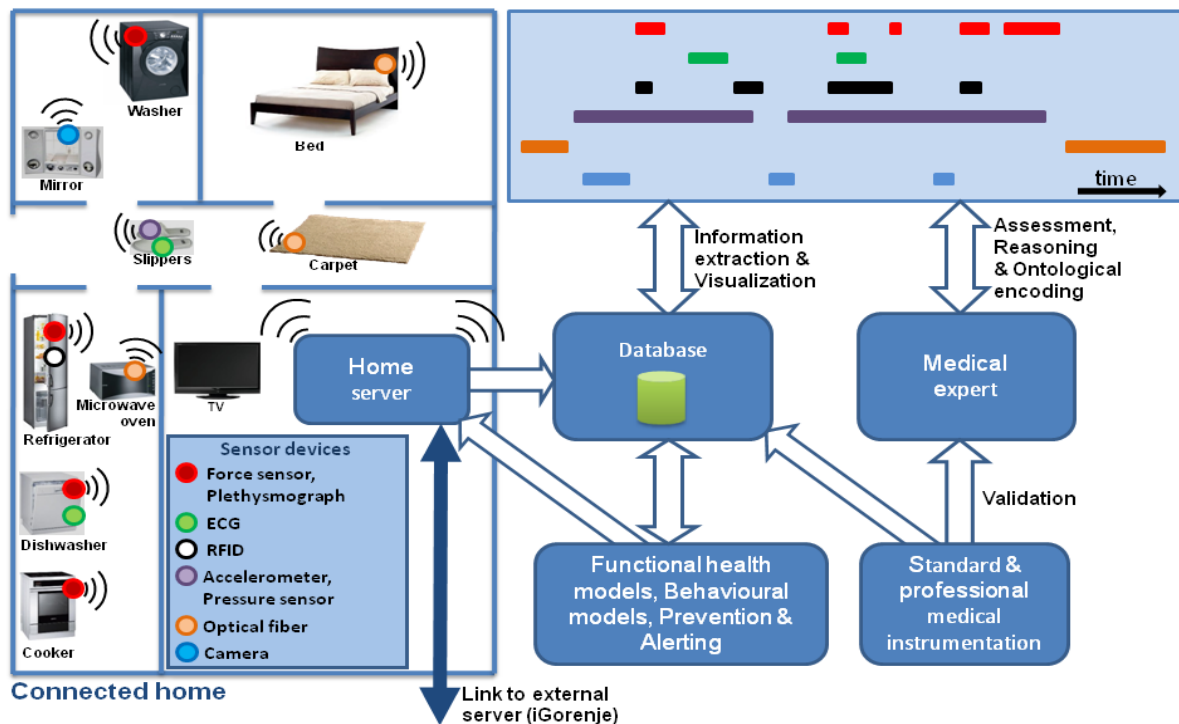 Washer
Bed
Mirror
Slippers
Carpet
time
Information
extraction &
Visualization
Assessment,
Reasoning
& Ontological
encoding
Refrigerator
Microwave
oven
TV
Home
server
Database
Medical
expert
Sensor devices
Force sensor,
Plethysmograph
ECG
RFID
Accelerometer,
Pressure sensor
Optical fiber
Camera
Dishwasher
Cooker
Validation
Functional health
models, Behavioural
models, Prevention &
Alerting
Standard &
professional
medical
instrumentation
Connected home
Link to external
server (iGorenje)